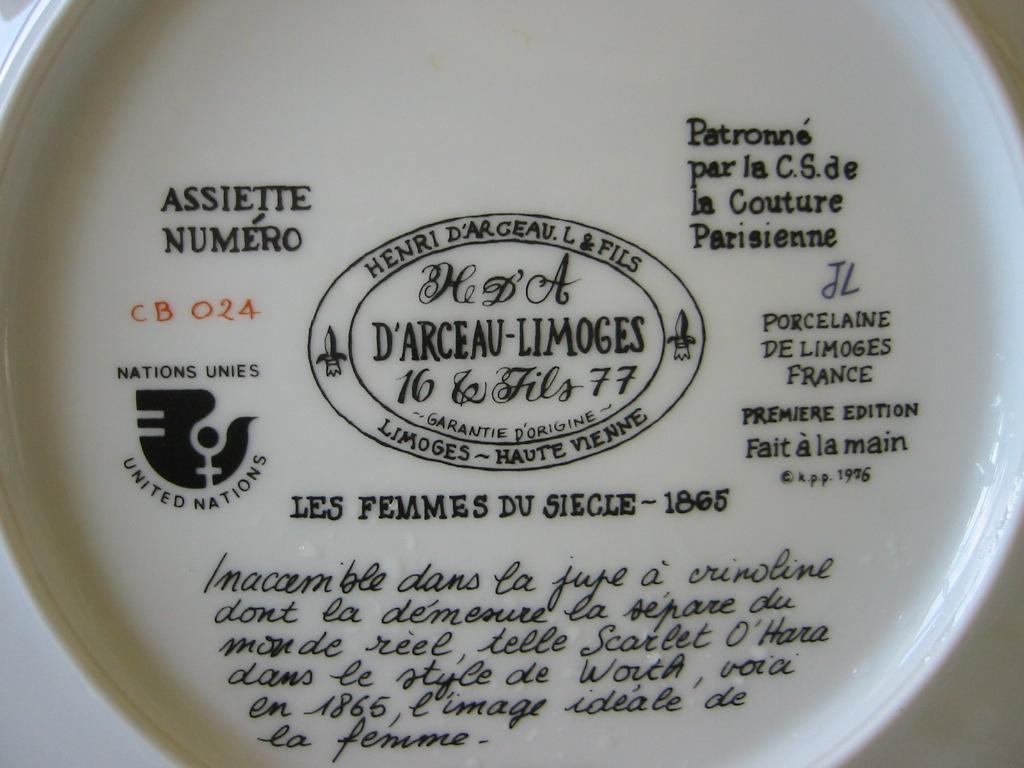 Patronné
par la C.S. de
la Couture
Parisienne
JL
ASSIETTE
NUMÉRO
CB 024
NATIONS UNIES
UNITED NATIONS
HENRI D'ARCEAU. L & FILS
H D'A
D'ARCEAU-LIMOGES
16 & Fils 77
~GARANTIE D'ORIGINE~
LIMOGES ~ HAUTE VIENNE
PORCELAINE
DE LIMOGES
FRANCE
PREMIERE EDITION
Fait à la main
© k.p.p. 1976
LES FEMMES DU SIECLE ~ 1865
Inaccessible dans la jupe à crinoline
dont la démesure la sépare du
monde réel, telle Scarlet O'Hara
dans le style de Worth, voici
en 1865, l'image idéale de
la femme -